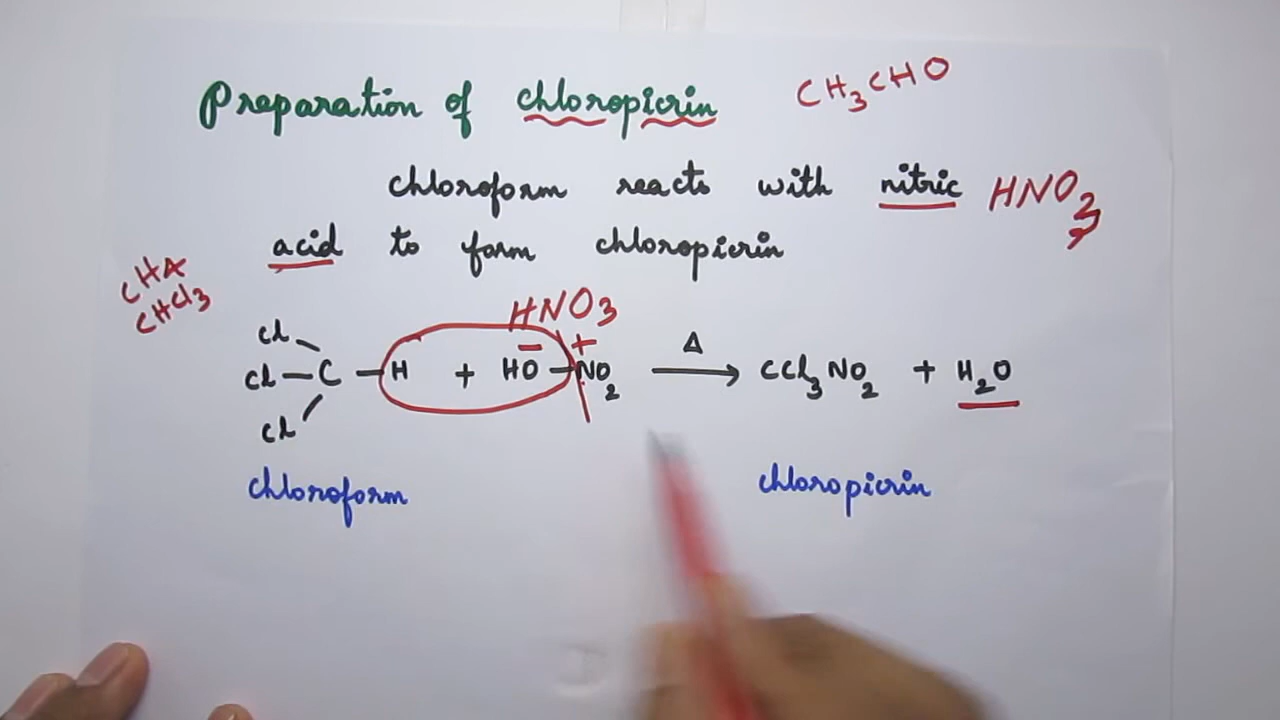 Preparation of chloropicrin CH3CHO
chloroform reacts with nitric HNO3
acid to form chloropicrin
CHA
CHCl3
HNO3
Cl
Cl—C—H + HO—NO2 →Δ CCl3NO2 + H2O
Cl
− +
chloroform chloropicrin